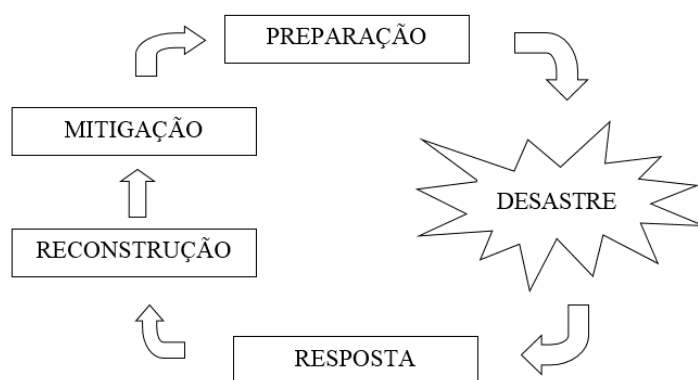 PREPARAÇÃO
MITIGAÇÃO
DESASTRE
RECONSTRUÇÃO
RESPOSTA